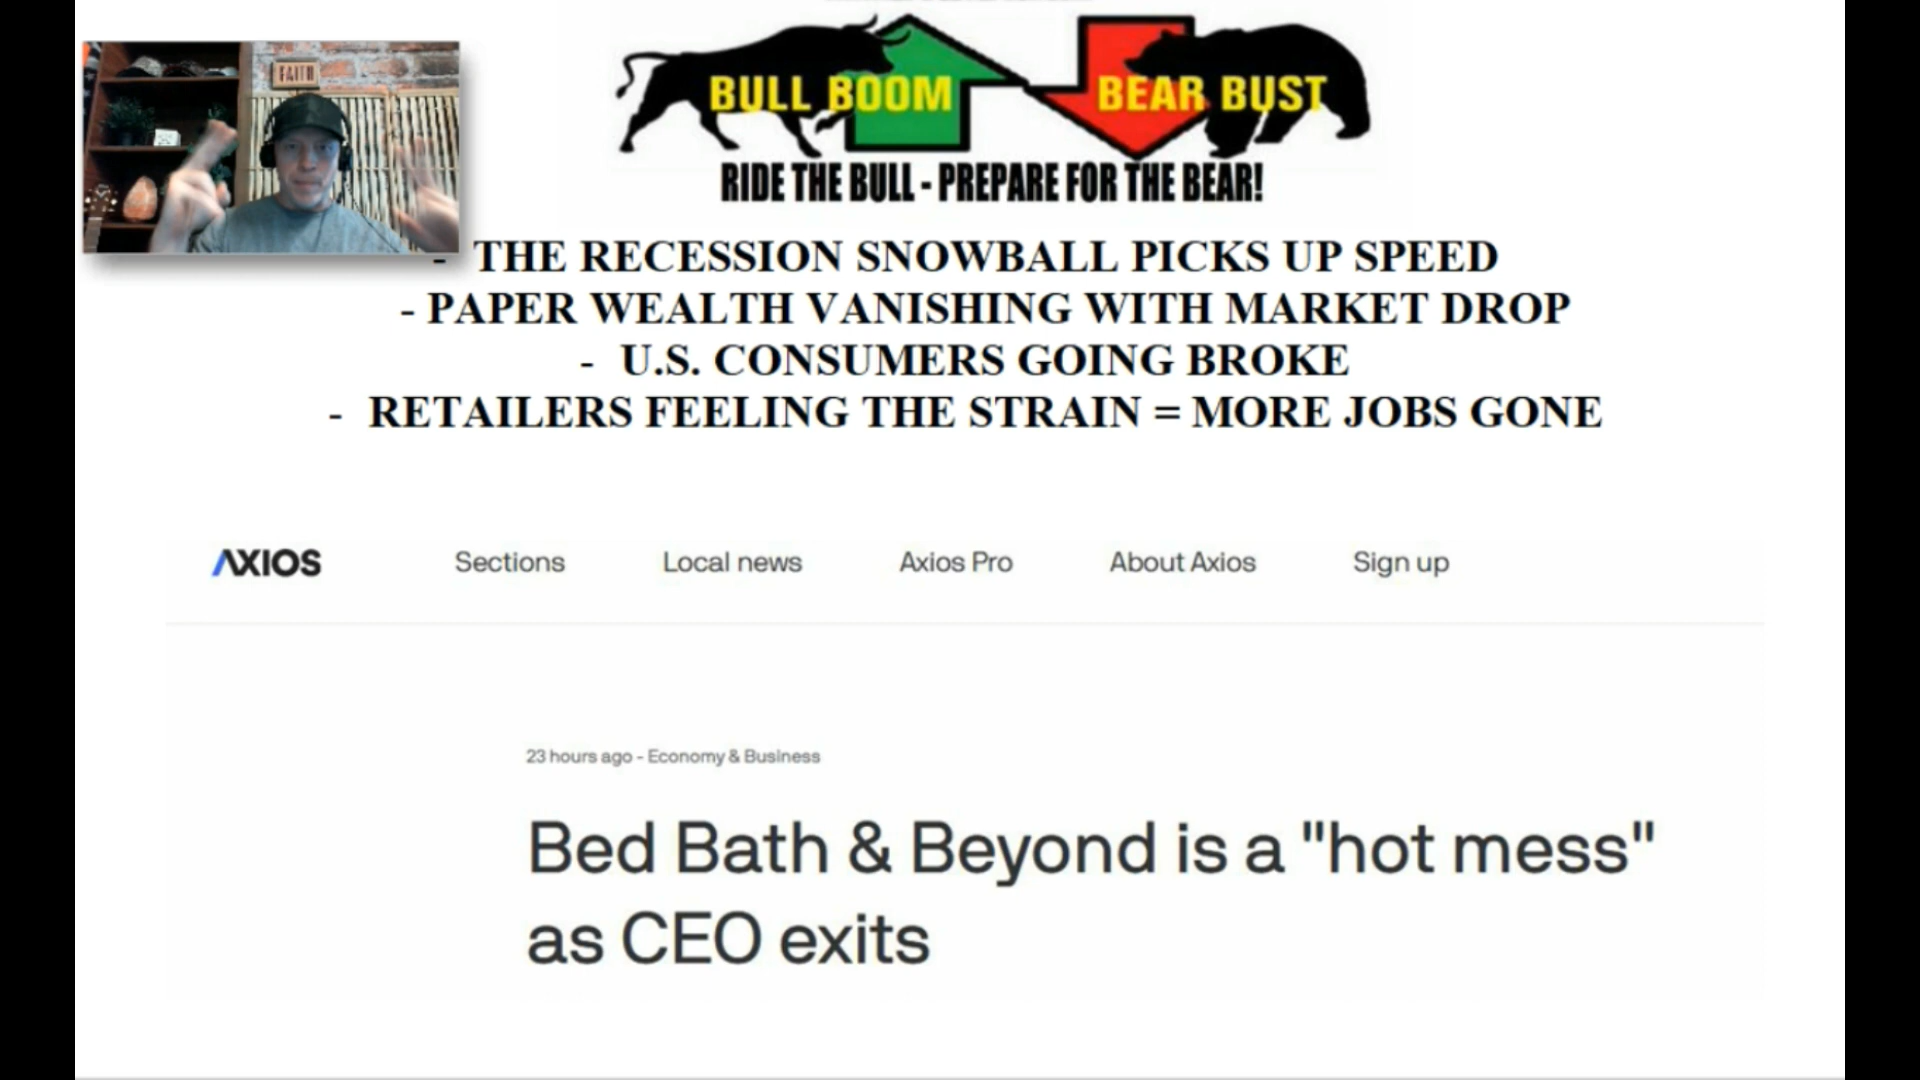 FAITH
BULL BOOM BEAR BUST
RIDE THE BULL - PREPARE FOR THE BEAR!
- THE RECESSION SNOWBALL PICKS UP SPEED
- PAPER WEALTH VANISHING WITH MARKET DROP
- U.S. CONSUMERS GOING BROKE
- RETAILERS FEELING THE STRAIN = MORE JOBS GONE
AXIOS Sections Local news Axios Pro About Axios Sign up
23 hours ago - Economy & Business
Bed Bath & Beyond is a "hot mess"
as CEO exits